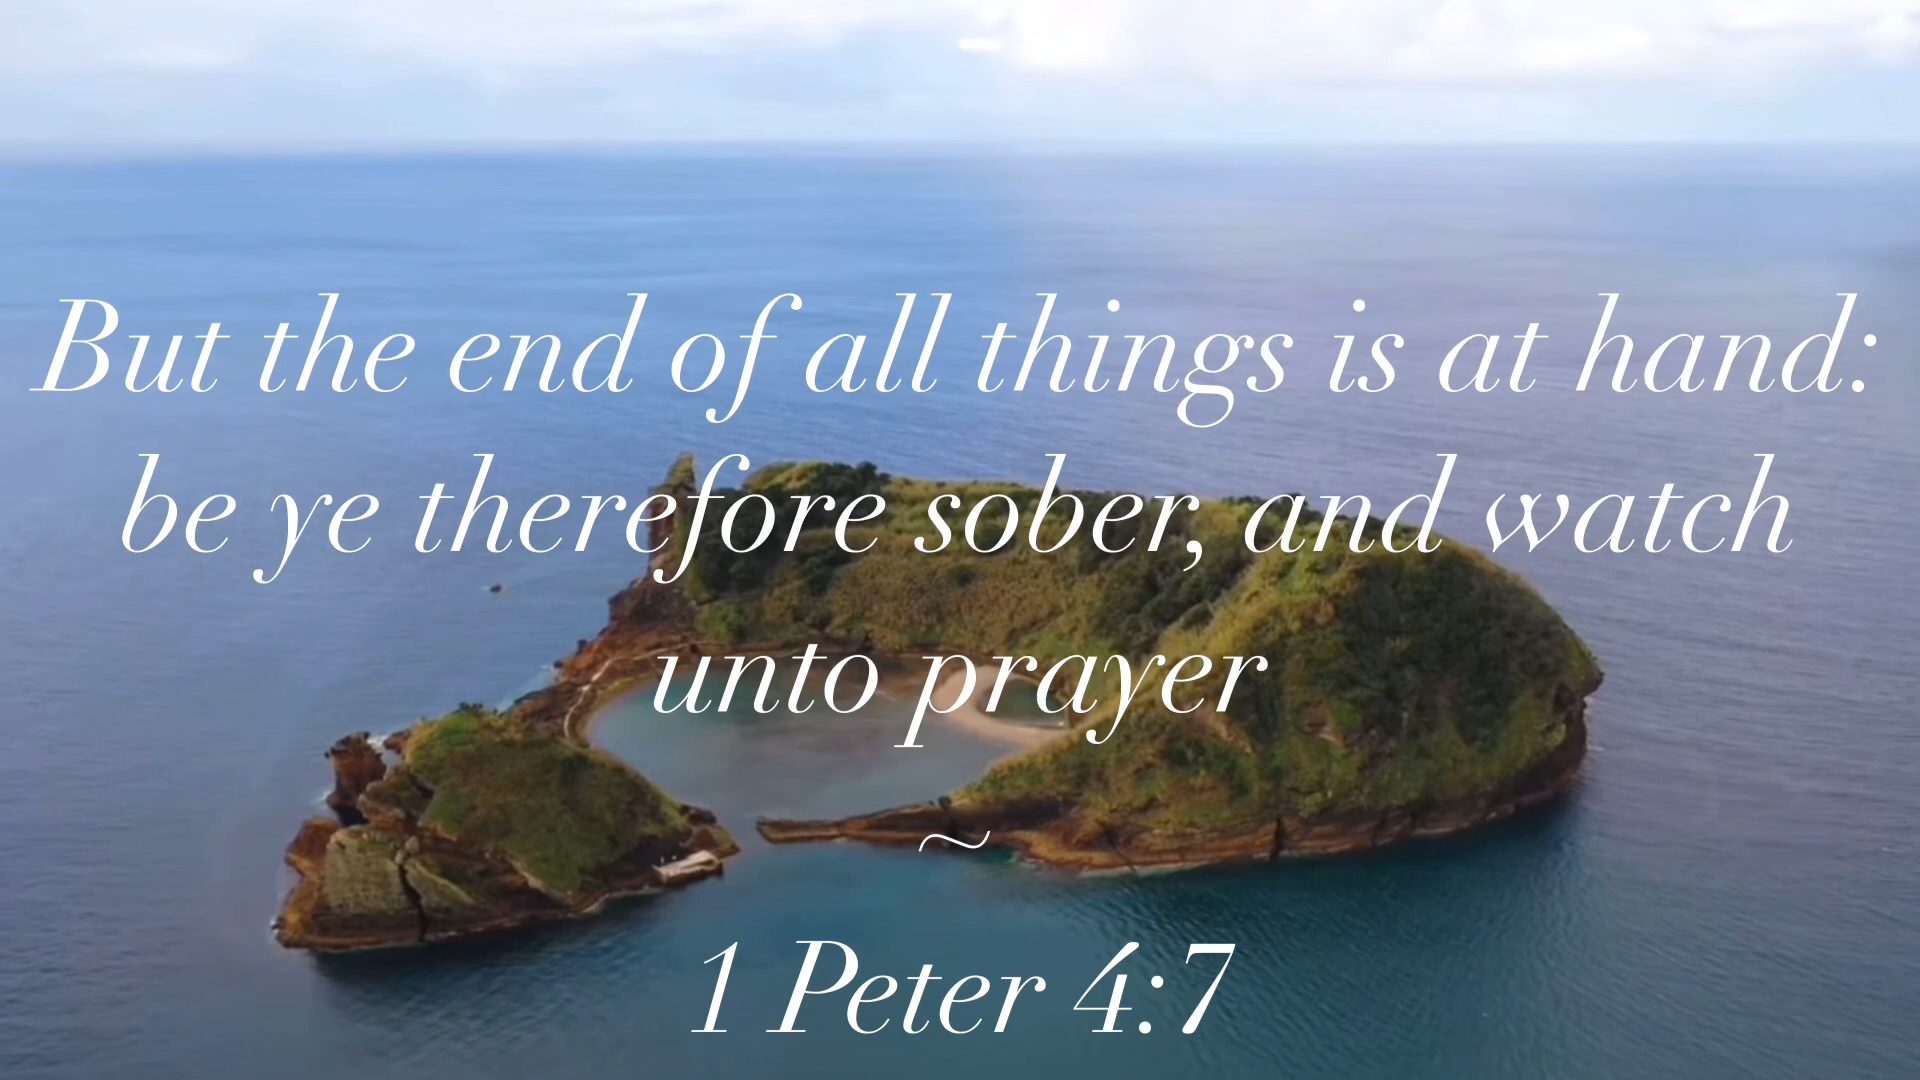 But the end of all things is at hand:
be ye therefore sober, and watch
unto prayer
~
1 Peter 4:7